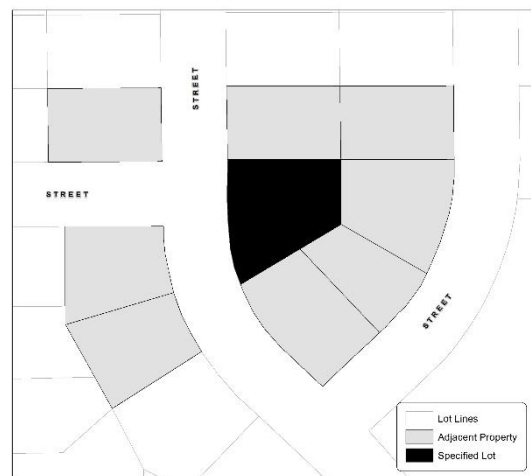 STREET
STREET
STREET
Lot Lines
Adjacent Property
Specified Lot